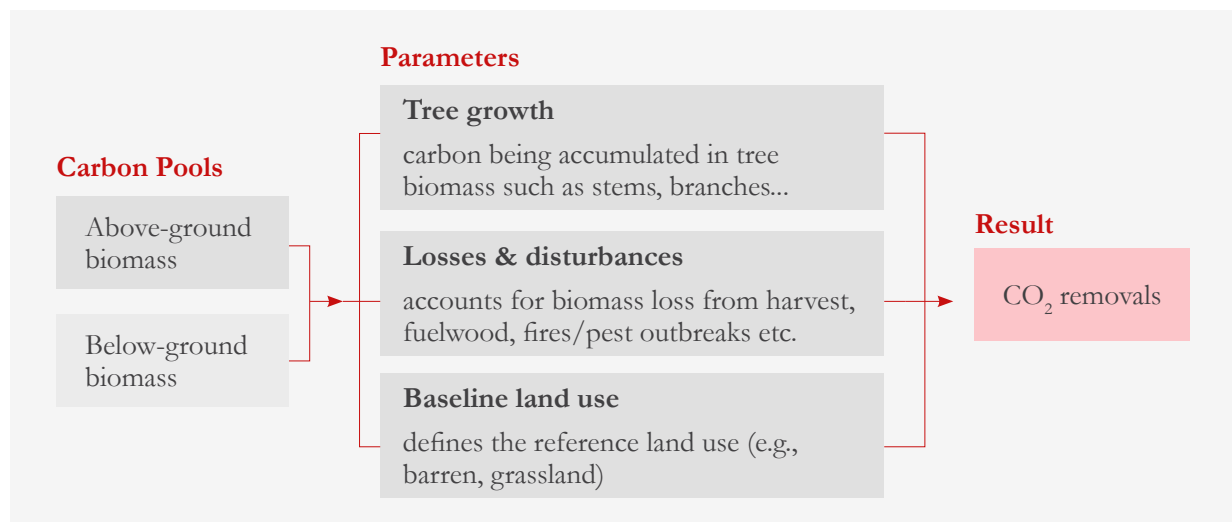 Parameters
Tree growth
carbon being accumulated in tree
biomass such as stems, branches...
Carbon Pools
Above-ground
biomass
Below-ground
biomass
Losses & disturbances
accounts for biomass loss from harvest,
fuelwood, fires/pest outbreaks etc.
Baseline land use
defines the reference land use (e.g.,
barren, grassland)
Result
CO₂ removals